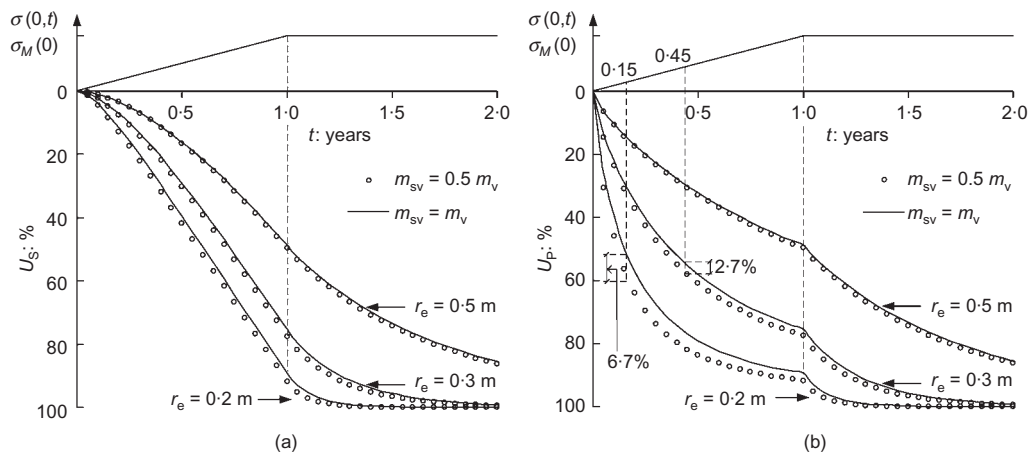 σ(0,t)
σM(0)
0
20
40
60
80
100
US: %
0·5
1·0
1·5
2·0
t: years
msv = 0.5 mv
msv = mv
re = 0·5 m
re = 0·3 m
re = 0·2 m
(a)
σ(0,t)
σM(0)
0·15
0·45
0
20
40
60
80
100
UP: %
0·5
1·0
1·5
2·0
t: years
msv = 0.5 mv
msv = mv
12·7%
6·7%
re = 0·5 m
re = 0·3 m
re = 0·2 m
(b)